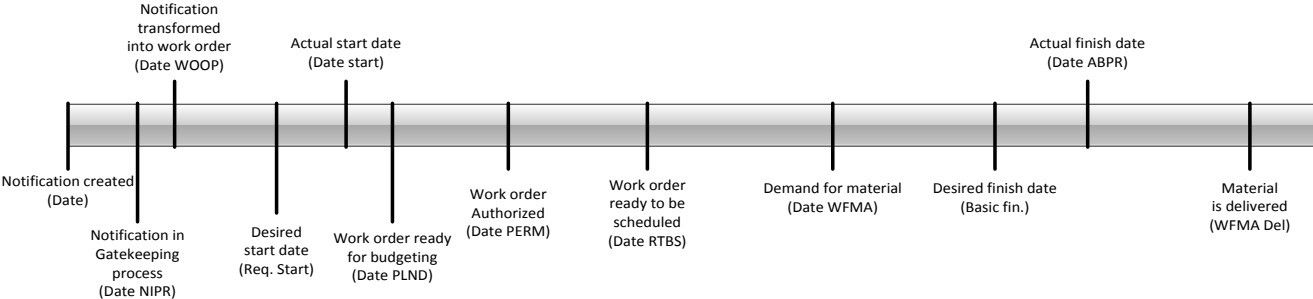 Notification
transformed
into work order
(Date WOOP)
Actual start date
(Date start)
Actual finish date
(Date ABPR)
Notification created
(Date)
Notification in
Gatekeeping
process
(Date NIPR)
Desired
start date
(Req. Start)
Work order ready
for budgeting
(Date PLND)
Work order
Authorized
(Date PERM)
Work order
ready to be
scheduled
(Date RTBS)
Demand for material
(Date WFMA)
Desired finish date
(Basic fin.)
Material
is delivered
(WFMA Del)